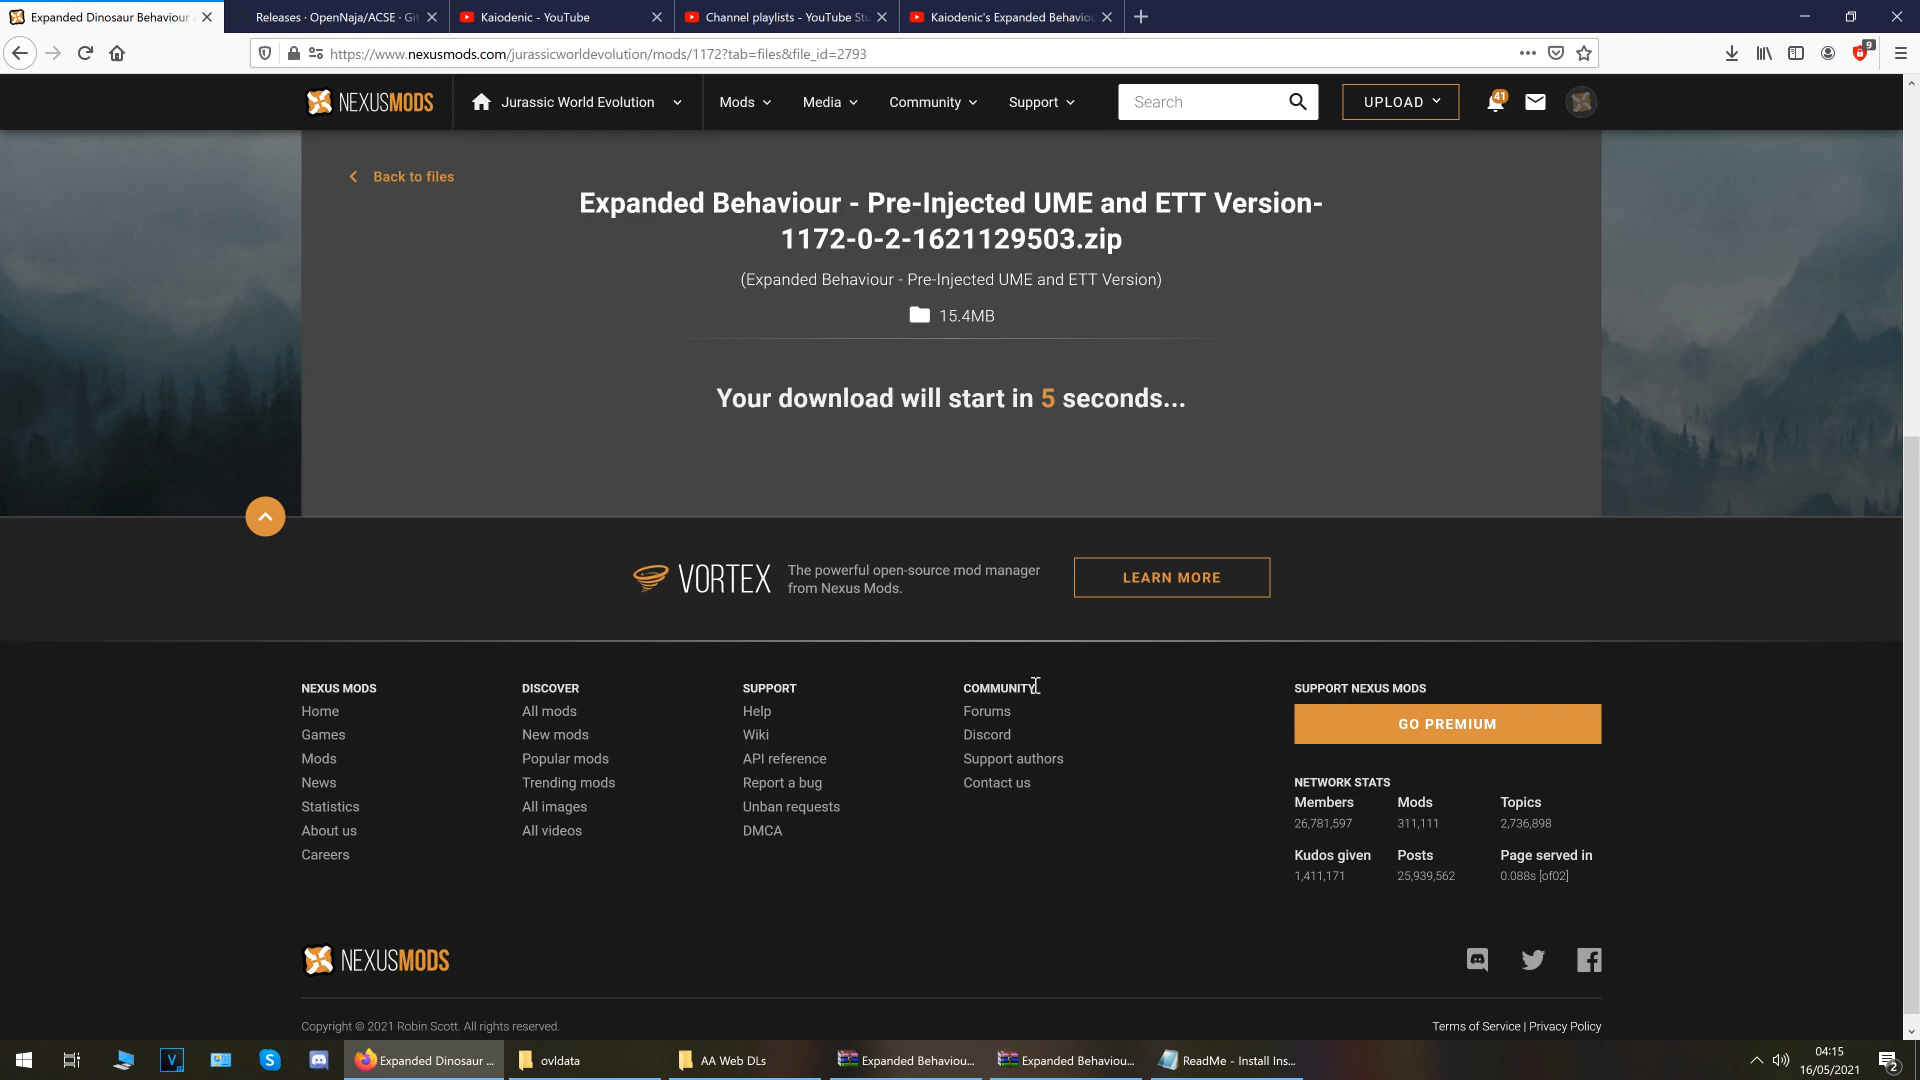 Expanded Dinosaur Behaviour
Releases · OpenNaja/ACSE · Git
Kaiodenic - YouTube
Channel playlists - YouTube Stu
Kaiodenic's Expanded Behaviou
https://www.nexusmods.com/jurassicworldevolution/mods/1172?tab=files&file_id=2793
9
NEXUSMODS
Jurassic World Evolution
Mods
Media
Community
Support
Search
UPLOAD
41
Back to files
Expanded Behaviour - Pre-Injected UME and ETT Version-
1172-0-2-1621129503.zip
(Expanded Behaviour - Pre-Injected UME and ETT Version)
15.4MB
Your download will start in 5 seconds...
VORTEX
The powerful open-source mod manager
from Nexus Mods.
LEARN MORE
NEXUS MODS
Home
Games
Mods
News
Statistics
About us
Careers
DISCOVER
All mods
New mods
Popular mods
Trending mods
All images
All videos
SUPPORT
Help
Wiki
API reference
Report a bug
Unban requests
DMCA
COMMUNITY
Forums
Discord
Support authors
Contact us
SUPPORT NEXUS MODS
GO PREMIUM
NETWORK STATS
Members Mods Topics
26,781,597 311,111 2,736,898
Kudos given Posts Page served in
1,411,171 25,939,562 0.088s [of02]
NEXUSMODS
Copyright © 2021 Robin Scott. All rights reserved.
Terms of Service | Privacy Policy
V
Expanded Dinosaur ...
ovldata
AA Web DLs
Expanded Behaviou...
Expanded Behaviou...
ReadMe - Install Ins...
04:15
16/05/2021
2